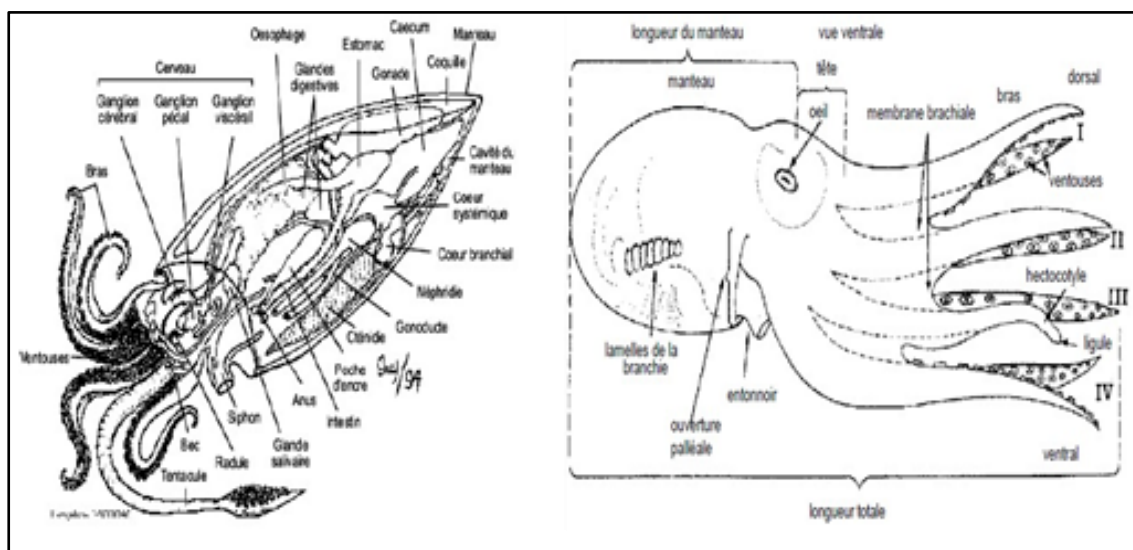 Cerveau
Ganglion cérébral
Ganglion pédal
Ganglion viscéral
Oesophage
Glandes digestives
Estomac
Gonade
Caecum
Coquille
Manteau
Bras
Cavité du manteau
Coeur systémique
Coeur branchial
Néphridie
Gonoducte
Cténidie
Poche d'encre
Intestin
Anus
Glande salivaire
Siphon
Radule
Bec
Tentacule
Ventouses
longueur du manteau
vue ventrale
manteau
tête
oeil
bras
dorsal
membrane brachiale
I
ventouses
II
hectocotyle
III
ligule
IV
lamelles de la branchie
ouverture palléale
entonnoir
ventral
longueur totale